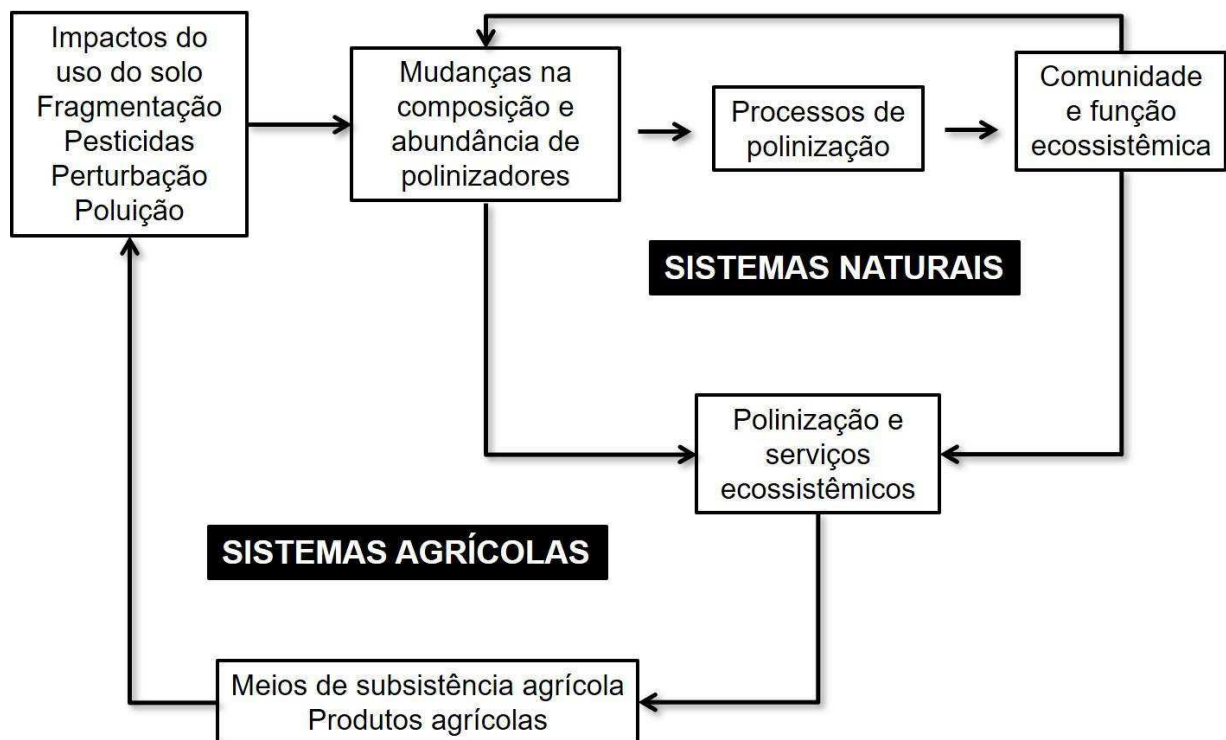 Impactos do
uso do solo
Fragmentação
Pesticidas
Perturbação
Poluição
Mudanças na
composição e
abundância de
polinizadores
Processos de
polinização
Comunidade
e função
ecossistêmica
SISTEMAS NATURAIS
Polinização e
serviços
ecossistêmicos
SISTEMAS AGRÍCOLAS
Meios de subsistência agrícola
Produtos agrícolas